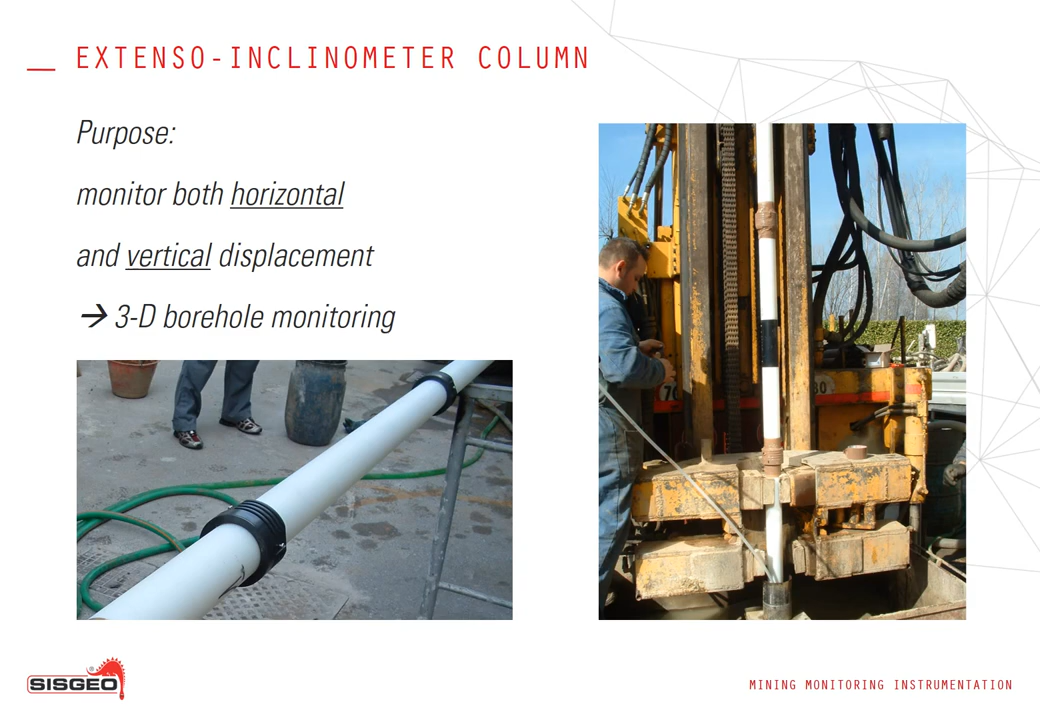 EXTENSO-INCLINOMETER COLUMN
Purpose:
monitor both horizontal
and vertical displacement
→ 3-D borehole monitoring
SISGEO
®
MINING MONITORING INSTRUMENTATION